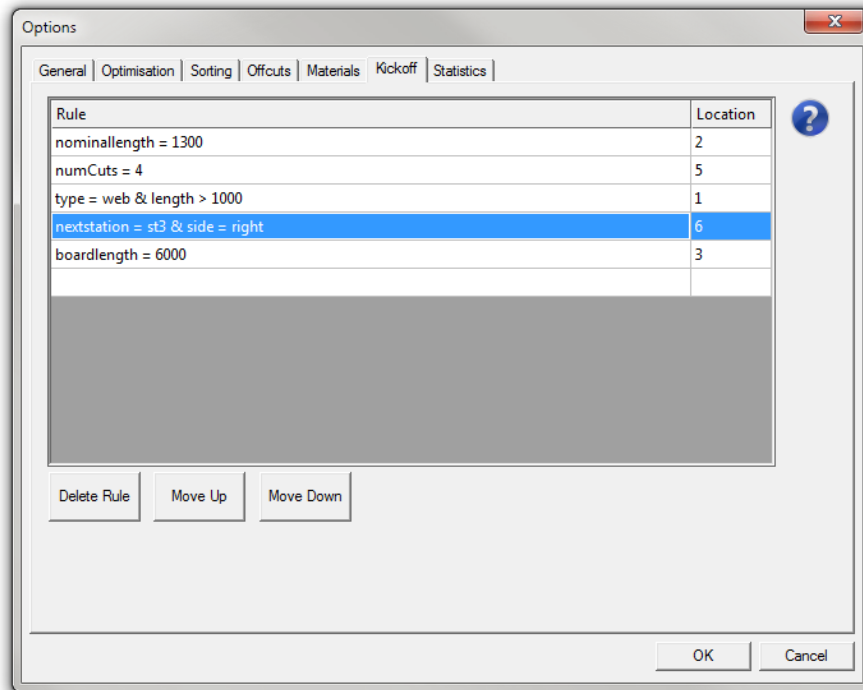 Options
X
General Optimisation Sorting Offcuts Materials Kickoff Statistics
Rule Location
nominallength = 1300 2
numCuts = 4 5
type = web & length > 1000 1
nextstation = st3 & side = right 6
boardlength = 6000 3
?
Delete Rule Move Up Move Down
OK Cancel